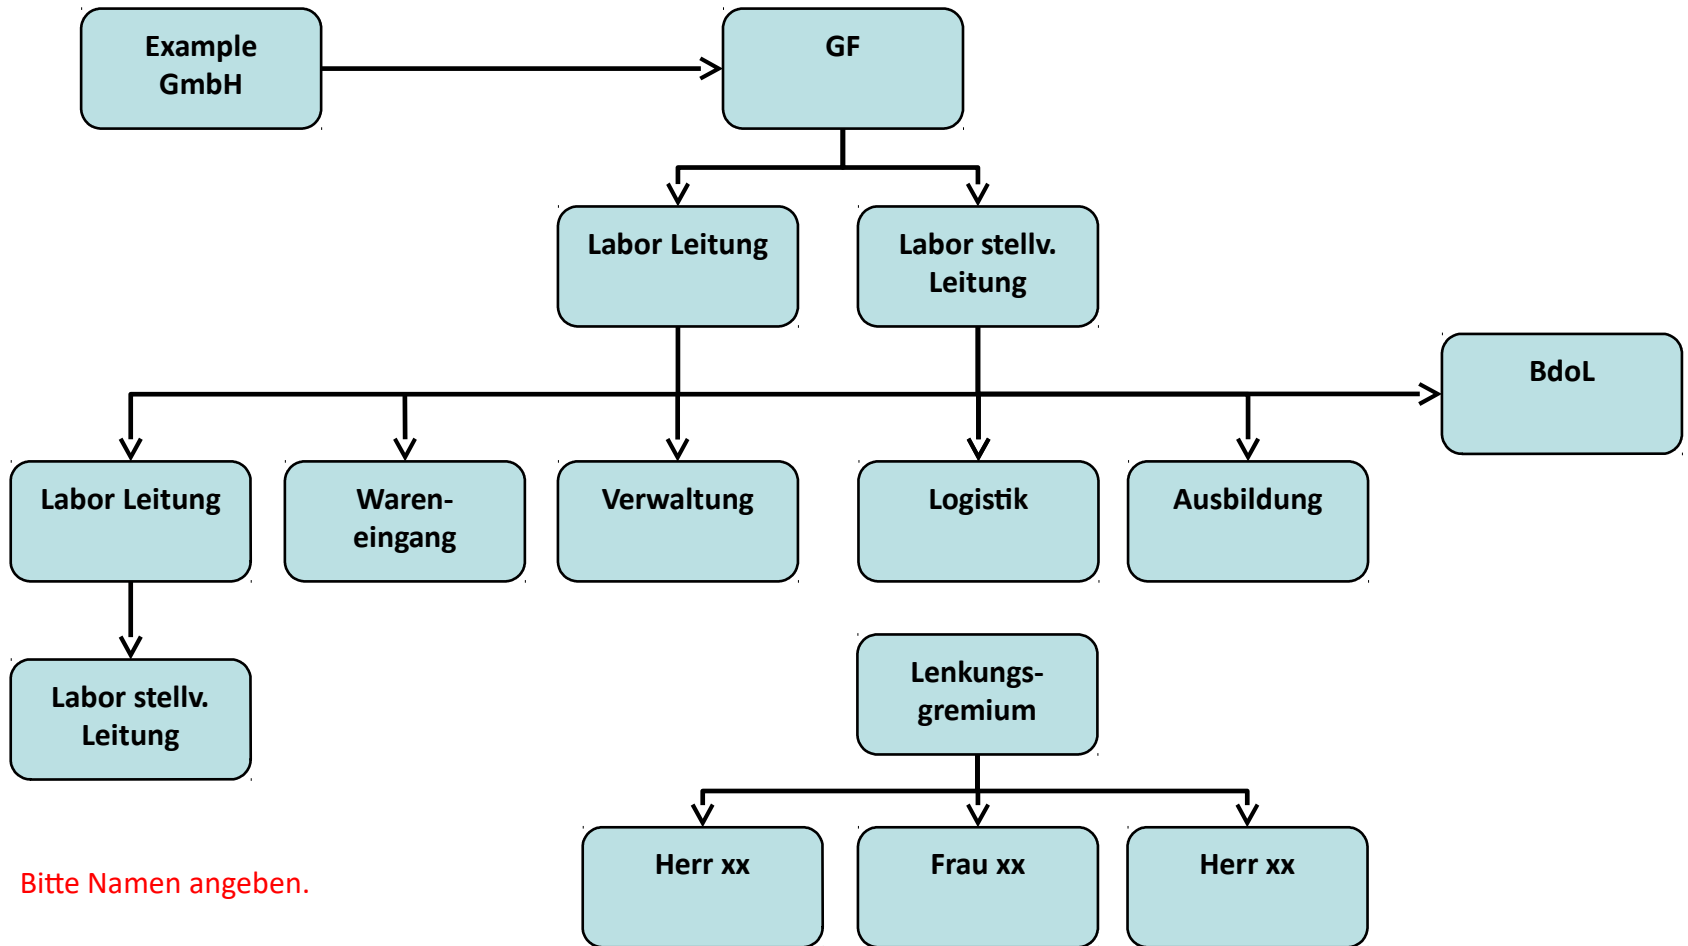 Example
GmbH
GF
Labor Leitung
Labor stellv.
Leitung
BdoL
Labor Leitung
Waren-
eingang
Verwaltung
Logistik
Ausbildung
Labor stellv.
Leitung
Lenkungs-
gremium
Herr xx
Frau xx
Herr xx
Bitte Namen angeben.